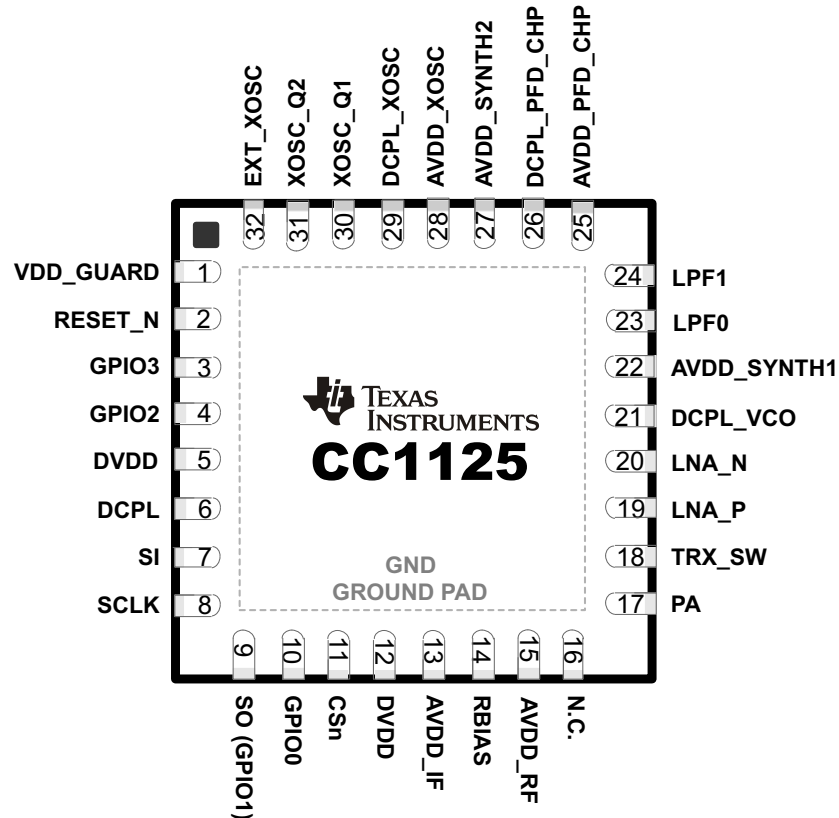 EXT_XOSC
XOSC_Q2
XOSC_Q1
DCPL_XOSC
AVDD_XOSC
AVDD_SYNTH2
DCPL_PFD_CHP
AVDD_PFD_CHP
32
31
30
29
28
27
26
25
VDD_GUARD 1
RESET_N 2
GPIO3 3
GPIO2 4
DVDD 5
DCPL 6
SI 7
SCLK 8
24 LPF1
23 LPF0
22 AVDD_SYNTH1
21 DCPL_VCO
20 LNA_N
19 LNA_P
18 TRX_SW
17 PA
TEXAS
INSTRUMENTS
CC1125
GND
GROUND PAD
9
10
11
12
13
14
15
16
SO (GPIO1)
GPIO0
CSn
DVDD
AVDD_IF
RBIAS
AVDD_RF
N.C.